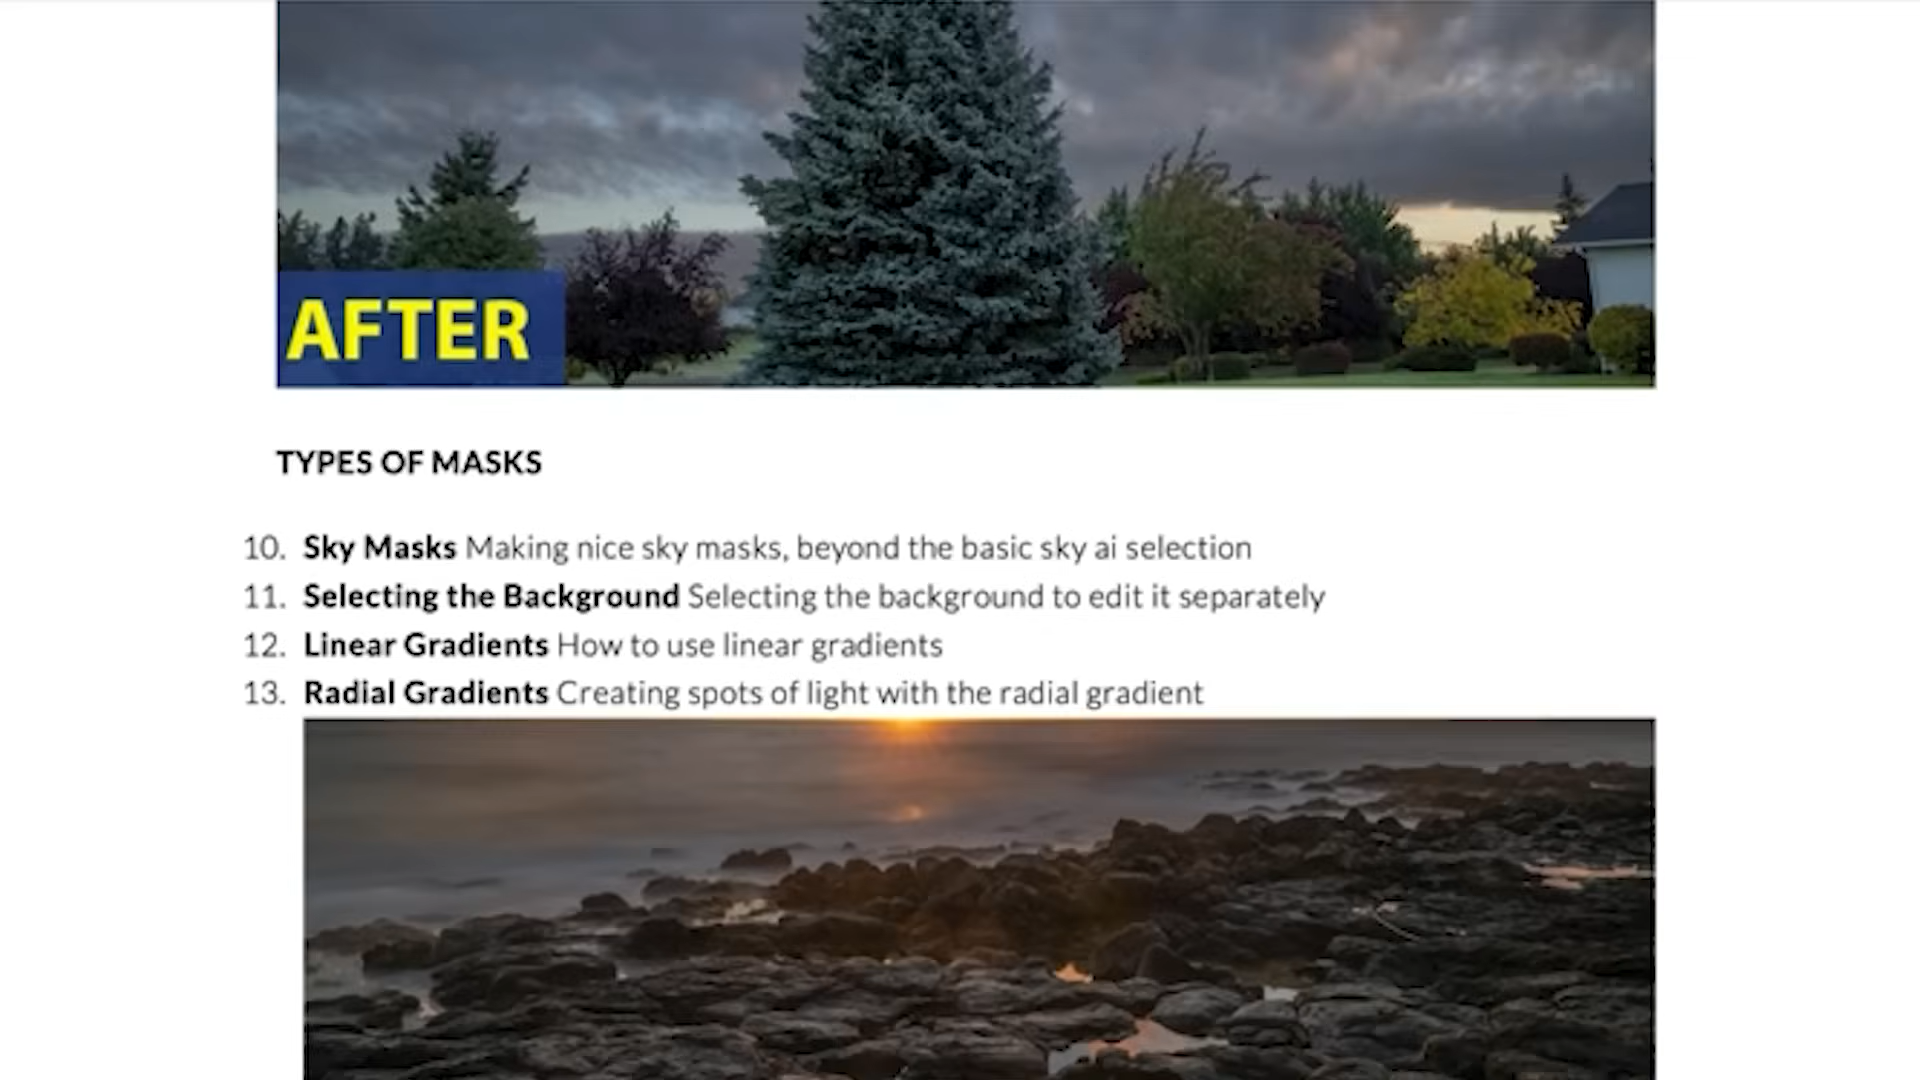 AFTER
TYPES OF MASKS
10. Sky Masks Making nice sky masks, beyond the basic sky ai selection
11. Selecting the Background Selecting the background to edit it separately
12. Linear Gradients How to use linear gradients
13. Radial Gradients Creating spots of light with the radial gradient